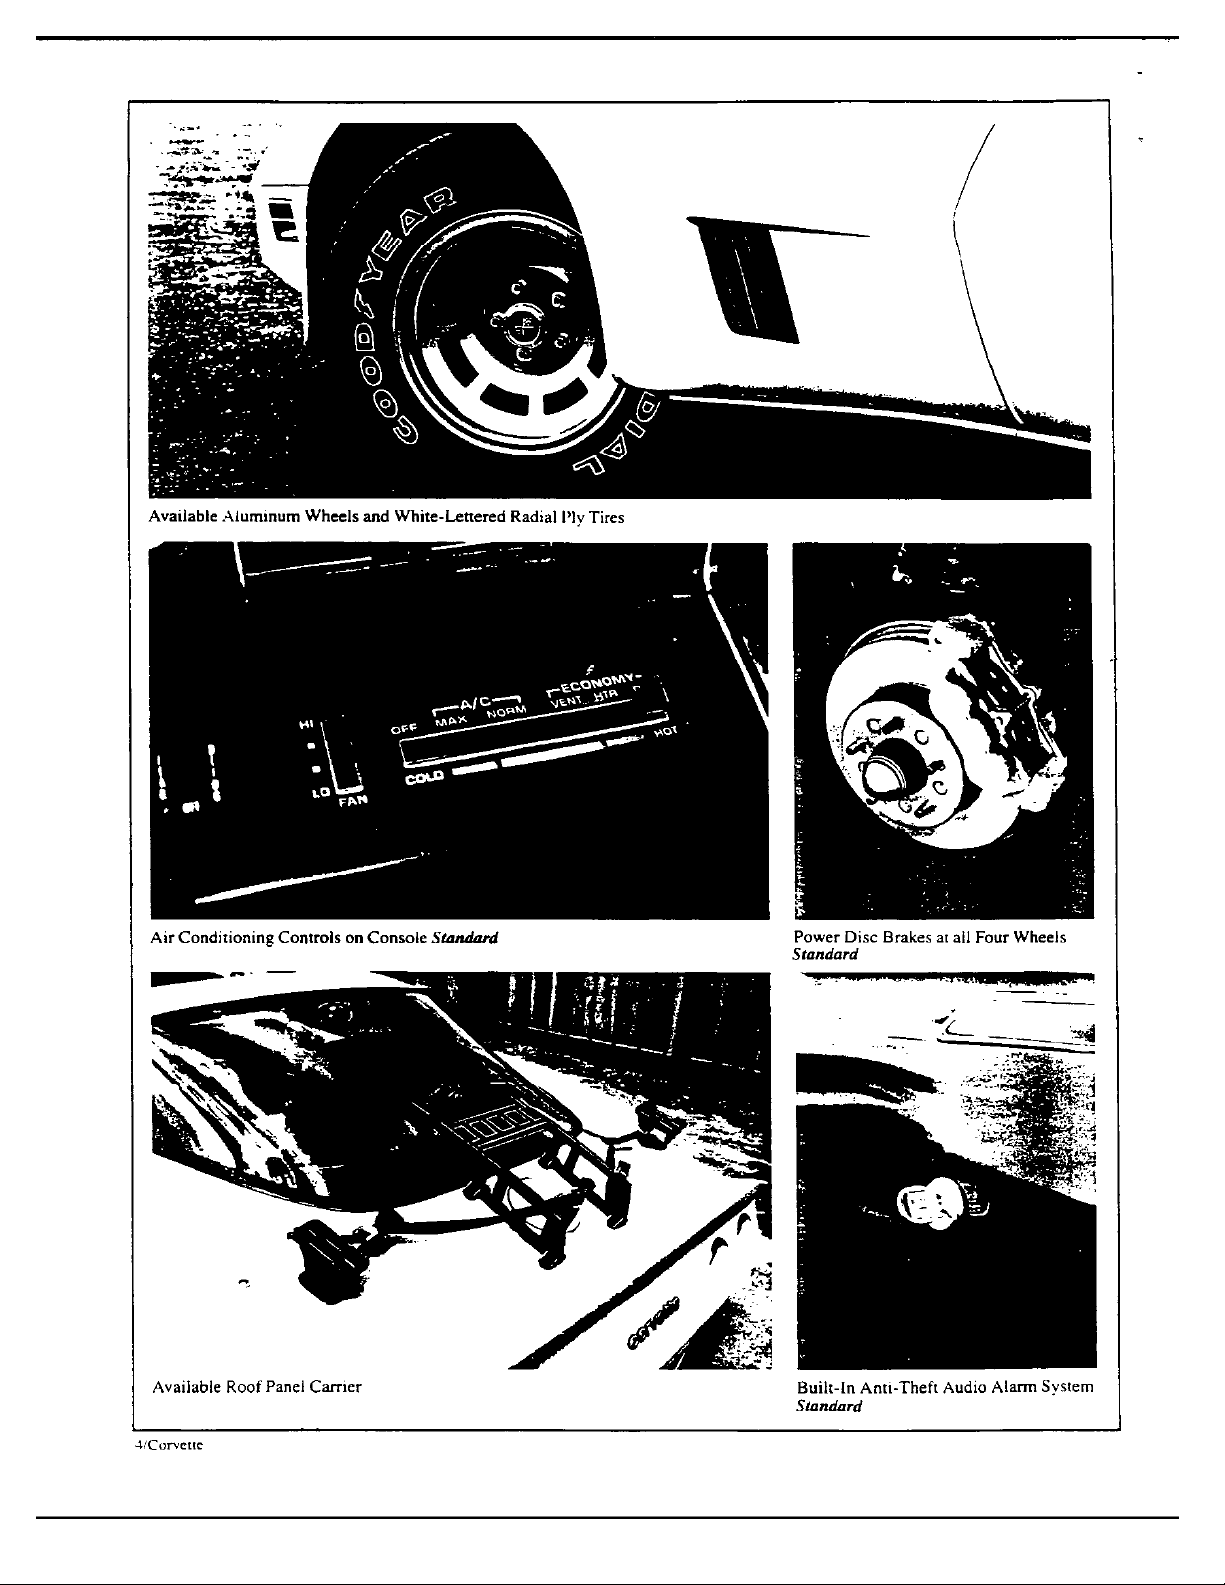 GOODYEAR
DIAL
Available Aluminum Wheels and White-Lettered Radial Ply Tires
A/C
ECONOMY
OFF MAX NORM VENT HTR
HI
LO
FAN
COLD
HOT
Air Conditioning Controls on Console Standard
Power Disc Brakes at all Four Wheels
Standard
Available Roof Panel Carrier
Built-In Anti-Theft Audio Alarm System
Standard
4/Corvette